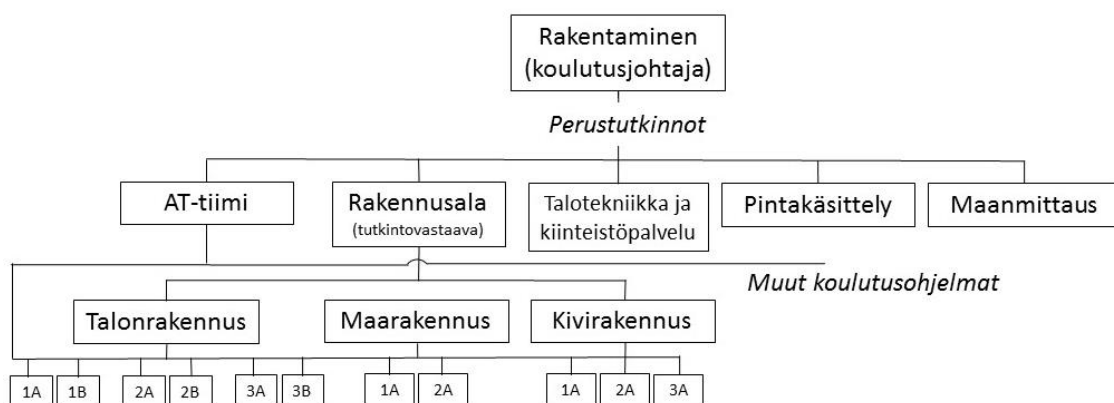 Rakentaminen
(koulutusjohtaja)
Perustutkinnot
AT-tiimi
Rakennusala
(tutkintovastaava)
Talotekniikka ja
kiinteistöpalvelu
Pintakäsittely
Maanmittaus
Muut koulutusohjelmat
Talonrakennus
Maarakennus
Kivirakennus
1A 1B 2A 2B 3A 3B 1A 2A 1A 2A 3A